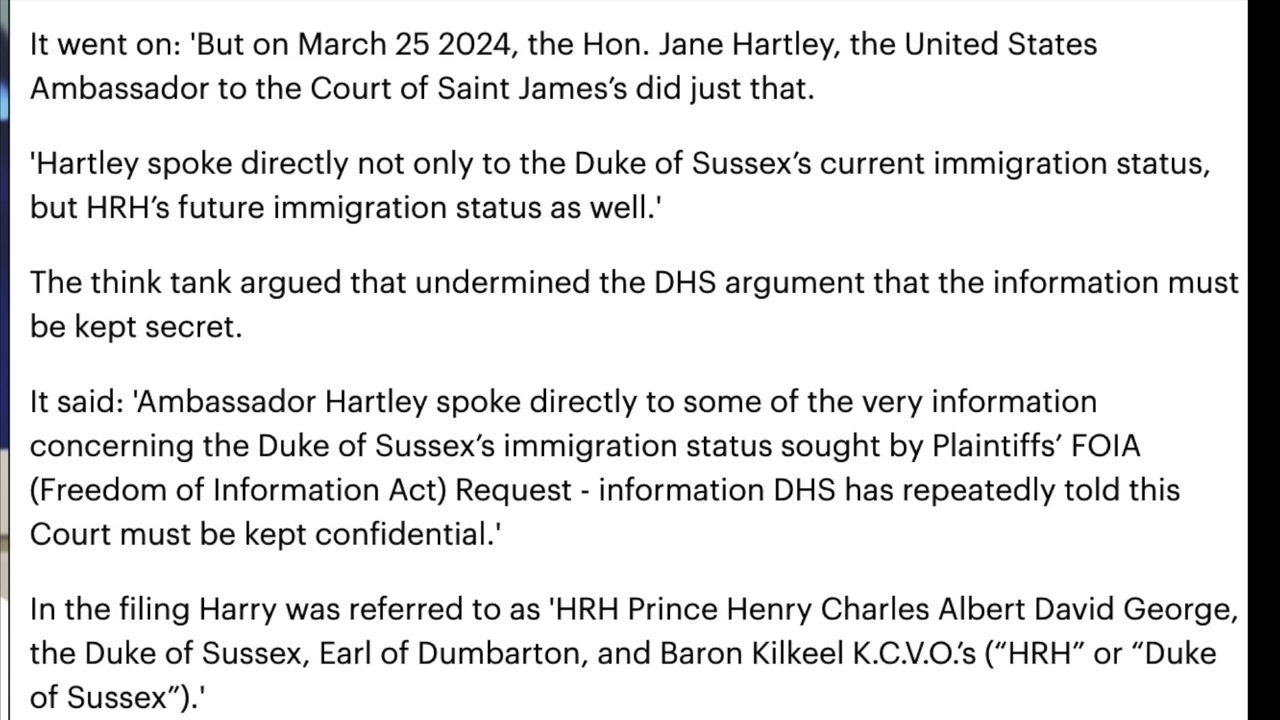 It went on: 'But on March 25 2024, the Hon. Jane Hartley, the United States
Ambassador to the Court of Saint James’s did just that.
'Hartley spoke directly not only to the Duke of Sussex’s current immigration status,
but HRH’s future immigration status as well.'
The think tank argued that undermined the DHS argument that the information must
be kept secret.
It said: 'Ambassador Hartley spoke directly to some of the very information
concerning the Duke of Sussex’s immigration status sought by Plaintiffs’ FOIA
(Freedom of Information Act) Request - information DHS has repeatedly told this
Court must be kept confidential.'
In the filing Harry was referred to as 'HRH Prince Henry Charles Albert David George,
the Duke of Sussex, Earl of Dumbarton, and Baron Kilkeel K.C.V.O.’s (“HRH” or “Duke
of Sussex”).'